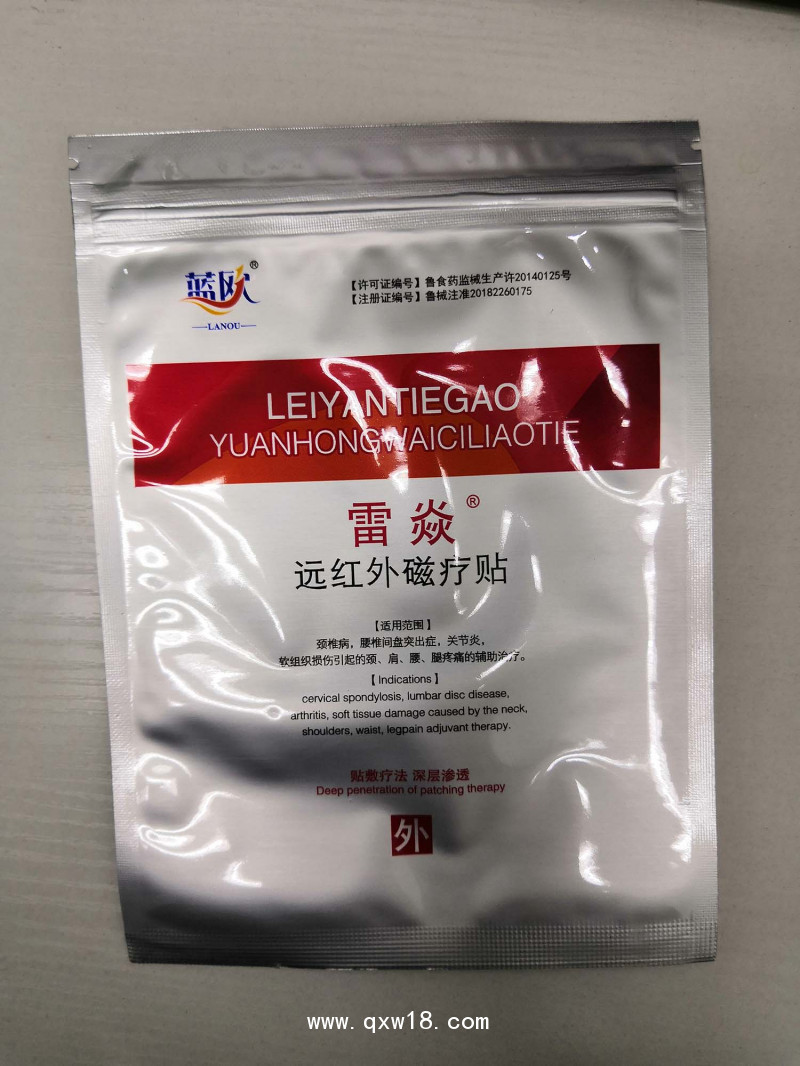 蓝欧®
LANOU
【许可证编号】鲁食药监械生产许20140125号
【注册证编号】鲁械注准20182260175
LEIYANTIEGAO
YUANHONGWAICILIAOTIE
雷焱®
远红外磁疗贴
【适用范围】
颈椎病，腰椎间盘突出症，关节炎，
软组织损伤引起的颈、肩、腰、腿疼痛的辅助治疗。
【Indications】
cervical spondylosis, lumbar disc disease,
arthritis, soft tissue damage caused by the neck,
shoulders, waist, legpain adjuvant therapy.
贴敷疗法 深层渗透
Deep penetration of patching therapy
外
www.qxw18.com